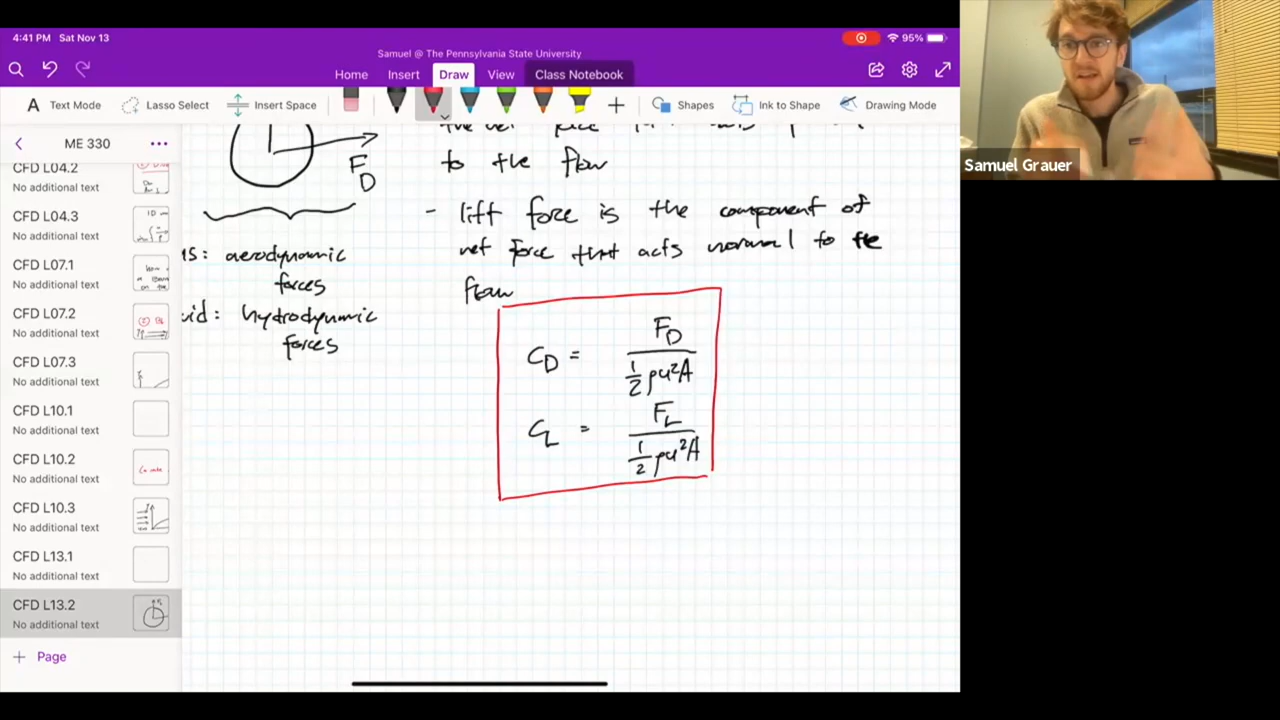 4:41 PM Sat Nov 13
95%
Samuel @ The Pennsylvania State University
Home Insert Draw View Class Notebook
A Text Mode Lasso Select Insert Space Shapes Ink to Shape Drawing Mode
ME 330
CFD L04.2
No additional text
CFD L04.3
No additional text
CFD L07.1
No additional text
CFD L07.2
No additional text
CFD L07.3
No additional text
CFD L10.1
No additional text
CFD L10.2
No additional text
CFD L10.3
No additional text
CFD L13.1
No additional text
CFD L13.2
No additional text
+ Page
F_D
to the flow
- lift force is the component of
net force that acts normal to the
flow
aerodynamic
forces
uid: hydrodynamic
forces
C_D = F_D / (1/2 ρu²A)
C_L = F_L / (1/2 ρu²A)
Samuel Grauer